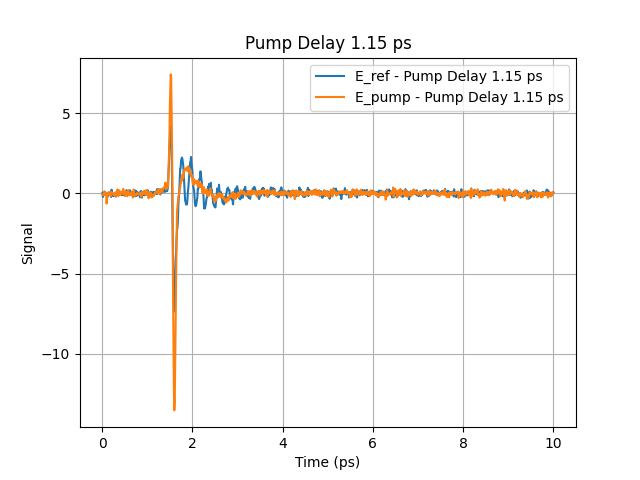 Pump Delay 1.15 ps
E_ref - Pump Delay 1.15 ps
E_pump - Pump Delay 1.15 ps
5
0
−5
−10
Signal
0 2 4 6 8 10
Time (ps)